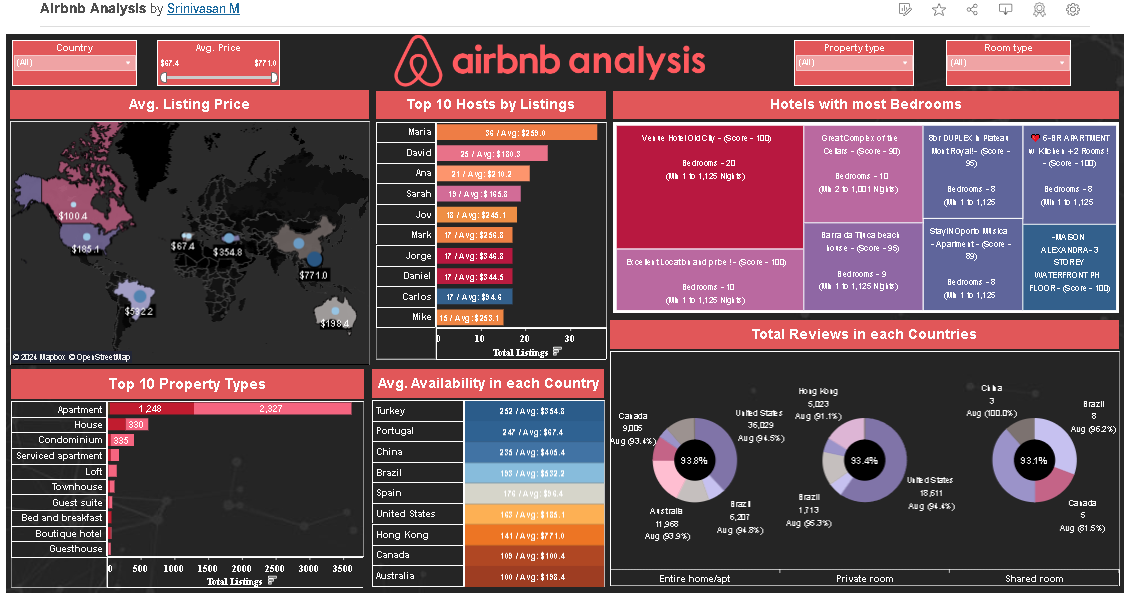 Airbnb Analysis by Srinivasan M
Country
(All)
Avg. Price
$67.4 $771.0
airbnb analysis
Property type
(All)
Room type
(All)
Avg. Listing Price
$100.4
$185.1
$67.4
$354.8
$771.0
$532.2
$198.4
© 2024 Mapbox © OpenStreetMap
Top 10 Hosts by Listings
Maria 36 / Avg: $259.0
David 25 / Avg: $180.3
Ana 21 / Avg: $210.2
Sarah 19 / Avg: $165.8
Jov 18 / Avg: $245.1
Mark 17 / Avg: $256.8
Jorge 17 / Avg: $346.8
Daniel 17 / Avg: $344.5
Carlos 17 / Avg: $94.6
Mike 15 / Avg: $253.1
0 10 20 30
Total Listings
Hotels with most Bedrooms
Venue Hotel Old City - (Score - 100)
Bedrooms - 20
(Min 1 to 1,125 Nights)
Excellent Location and price! - (Score - 100)
Bedrooms - 10
(Min 1 to 1,125 Nights)
Great Complex of the
Cellars - (Score - 90)
Bedrooms - 10
(Min 2 to 1,001 Nights)
Barra da Tijuca beach
house - (Score - 95)
Bedrooms - 9
(Min 1 to 1,125 Nights)
8br DUPLEX in Plateau
Mont Royal! - (Score -
95)
Bedrooms - 8
(Min 1 to 1,125
StayIN Oporto Musica
- Apartment - (Score -
89)
Bedrooms - 8
(Min 1 to 1,125
❤ 6-BR APARTMENT
w Kitchen +2 Rooms!
- (Score - 100)
Bedrooms - 8
(Min 1 to 1,125
-MAISON
ALEXANDRA - 3
STOREY
WATERFRONT PH
FLOOR - (Score - 100)
Top 10 Property Types
Apartment 1,248 2,327
House 330
Condominium 335
Serviced apartment
Loft
Townhouse
Guest suite
Bed and breakfast
Boutique hotel
Guesthouse
0 500 1000 1500 2000 2500 3000 3500
Total Listings
Avg. Availability in each Country
Turkey 252 / Avg: $354.8
Portugal 247 / Avg: $67.4
China 235 / Avg: $405.4
Brazil 193 / Avg: $532.2
Spain 176 / Avg: $96.4
United States 163 / Avg: $185.1
Hong Kong 141 / Avg: $771.0
Canada 109 / Avg: $100.4
Australia 100 / Avg: $198.4
Total Reviews in each Countries
Canada
9,005
Aug (93.4%)
United States
36,029
Aug (94.5%)
93.8%
Australia
11,968
Aug (93.9%)
Brazil
6,207
Aug (94.8%)
Hong Kong
5,023
Aug (91.1%)
93.4%
Brazil
1,713
Aug (95.3%)
United States
18,611
Aug (94.4%)
China
3
Aug (100.0%)
Brazil
8
Aug (96.2%)
93.1%
Canada
5
Aug (81.5%)
Entire home/apt Private room Shared room